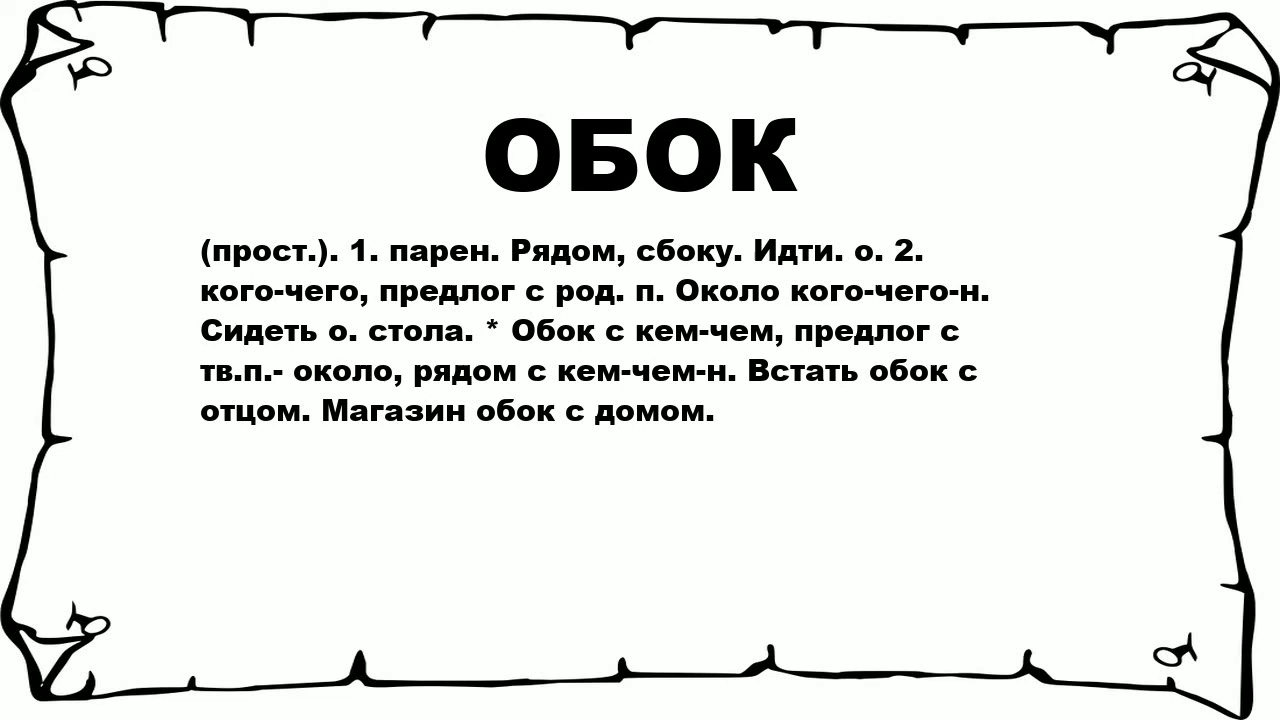 ОБОК
(прост.). 1. парен. Рядом, сбоку. Идти. о. 2.
кого-чего, предлог с род. п. Около кого-чего-н.
Сидеть о. стола. * Обок с кем-чем, предлог с
тв.п.- около, рядом с кем-чем-н. Встать обок с
отцом. Магазин обок с домом.